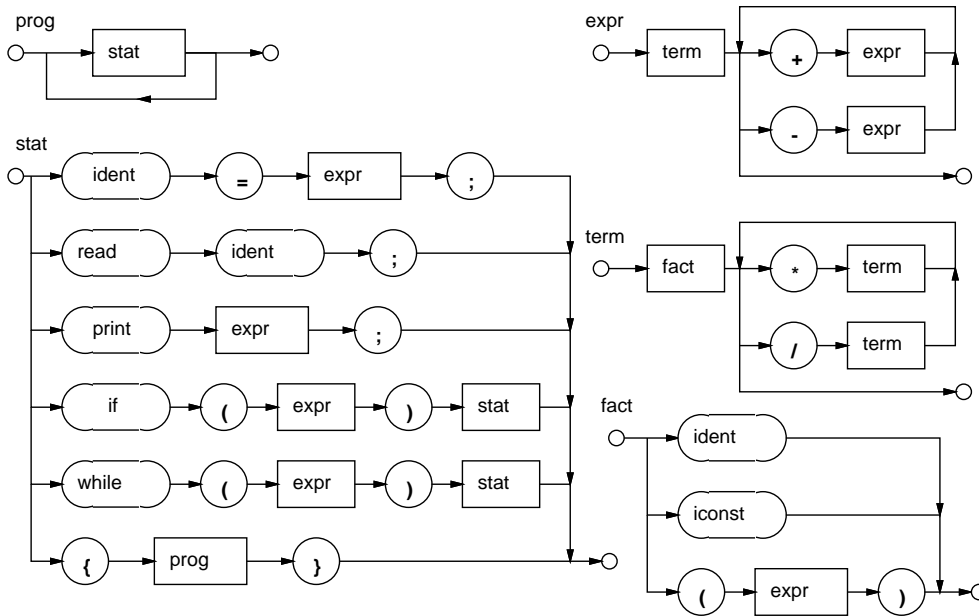 prog
stat
stat
ident = expr ;
read ident ;
print expr ;
if ( expr ) stat
while ( expr ) stat
{ prog }
expr
term + expr
- expr
term
fact * term
/ term
fact
ident
iconst
( expr )